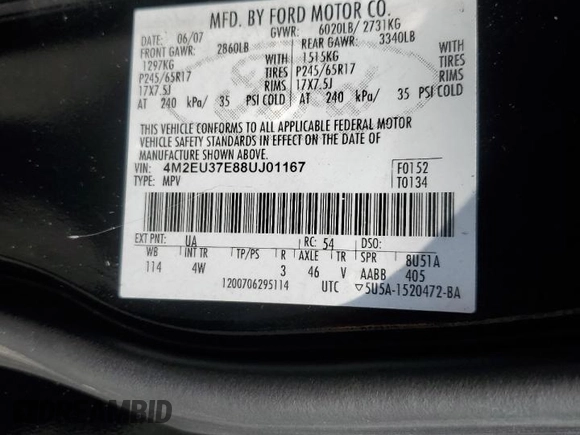 MFD. BY FORD MOTOR CO.
DATE: 06/07 GVWR: 6020LB/ 2731KG
FRONT GAWR: 2860LB REAR GAWR: 3340LB
1297KG WITH 1515KG WITH
P245/65R17 TIRES P245/65R17 TIRES
17X7.5J RIMS 17X7.5J RIMS
AT 240 kPa/ 35 PSI COLD AT 240 kPa/ 35 PSI COLD
THIS VEHICLE CONFORMS TO ALL APPLICABLE FEDERAL MOTOR
VEHICLE SAFETY STANDARDS IN EFFECT ON THE DATE OF
MANUFACTURE SHOWN ABOVE.
VIN: 4M2EU37E88UJ01167 F0152
TYPE: MPV T0134
EXT PNT: UA RC: 54 DSO:
WB INT TR TP/PS R AXLE TR SPR 8U51A
114 4W 3 46 V AABB 405
1200706295114 UTC ▽5U5A-1520472-BA